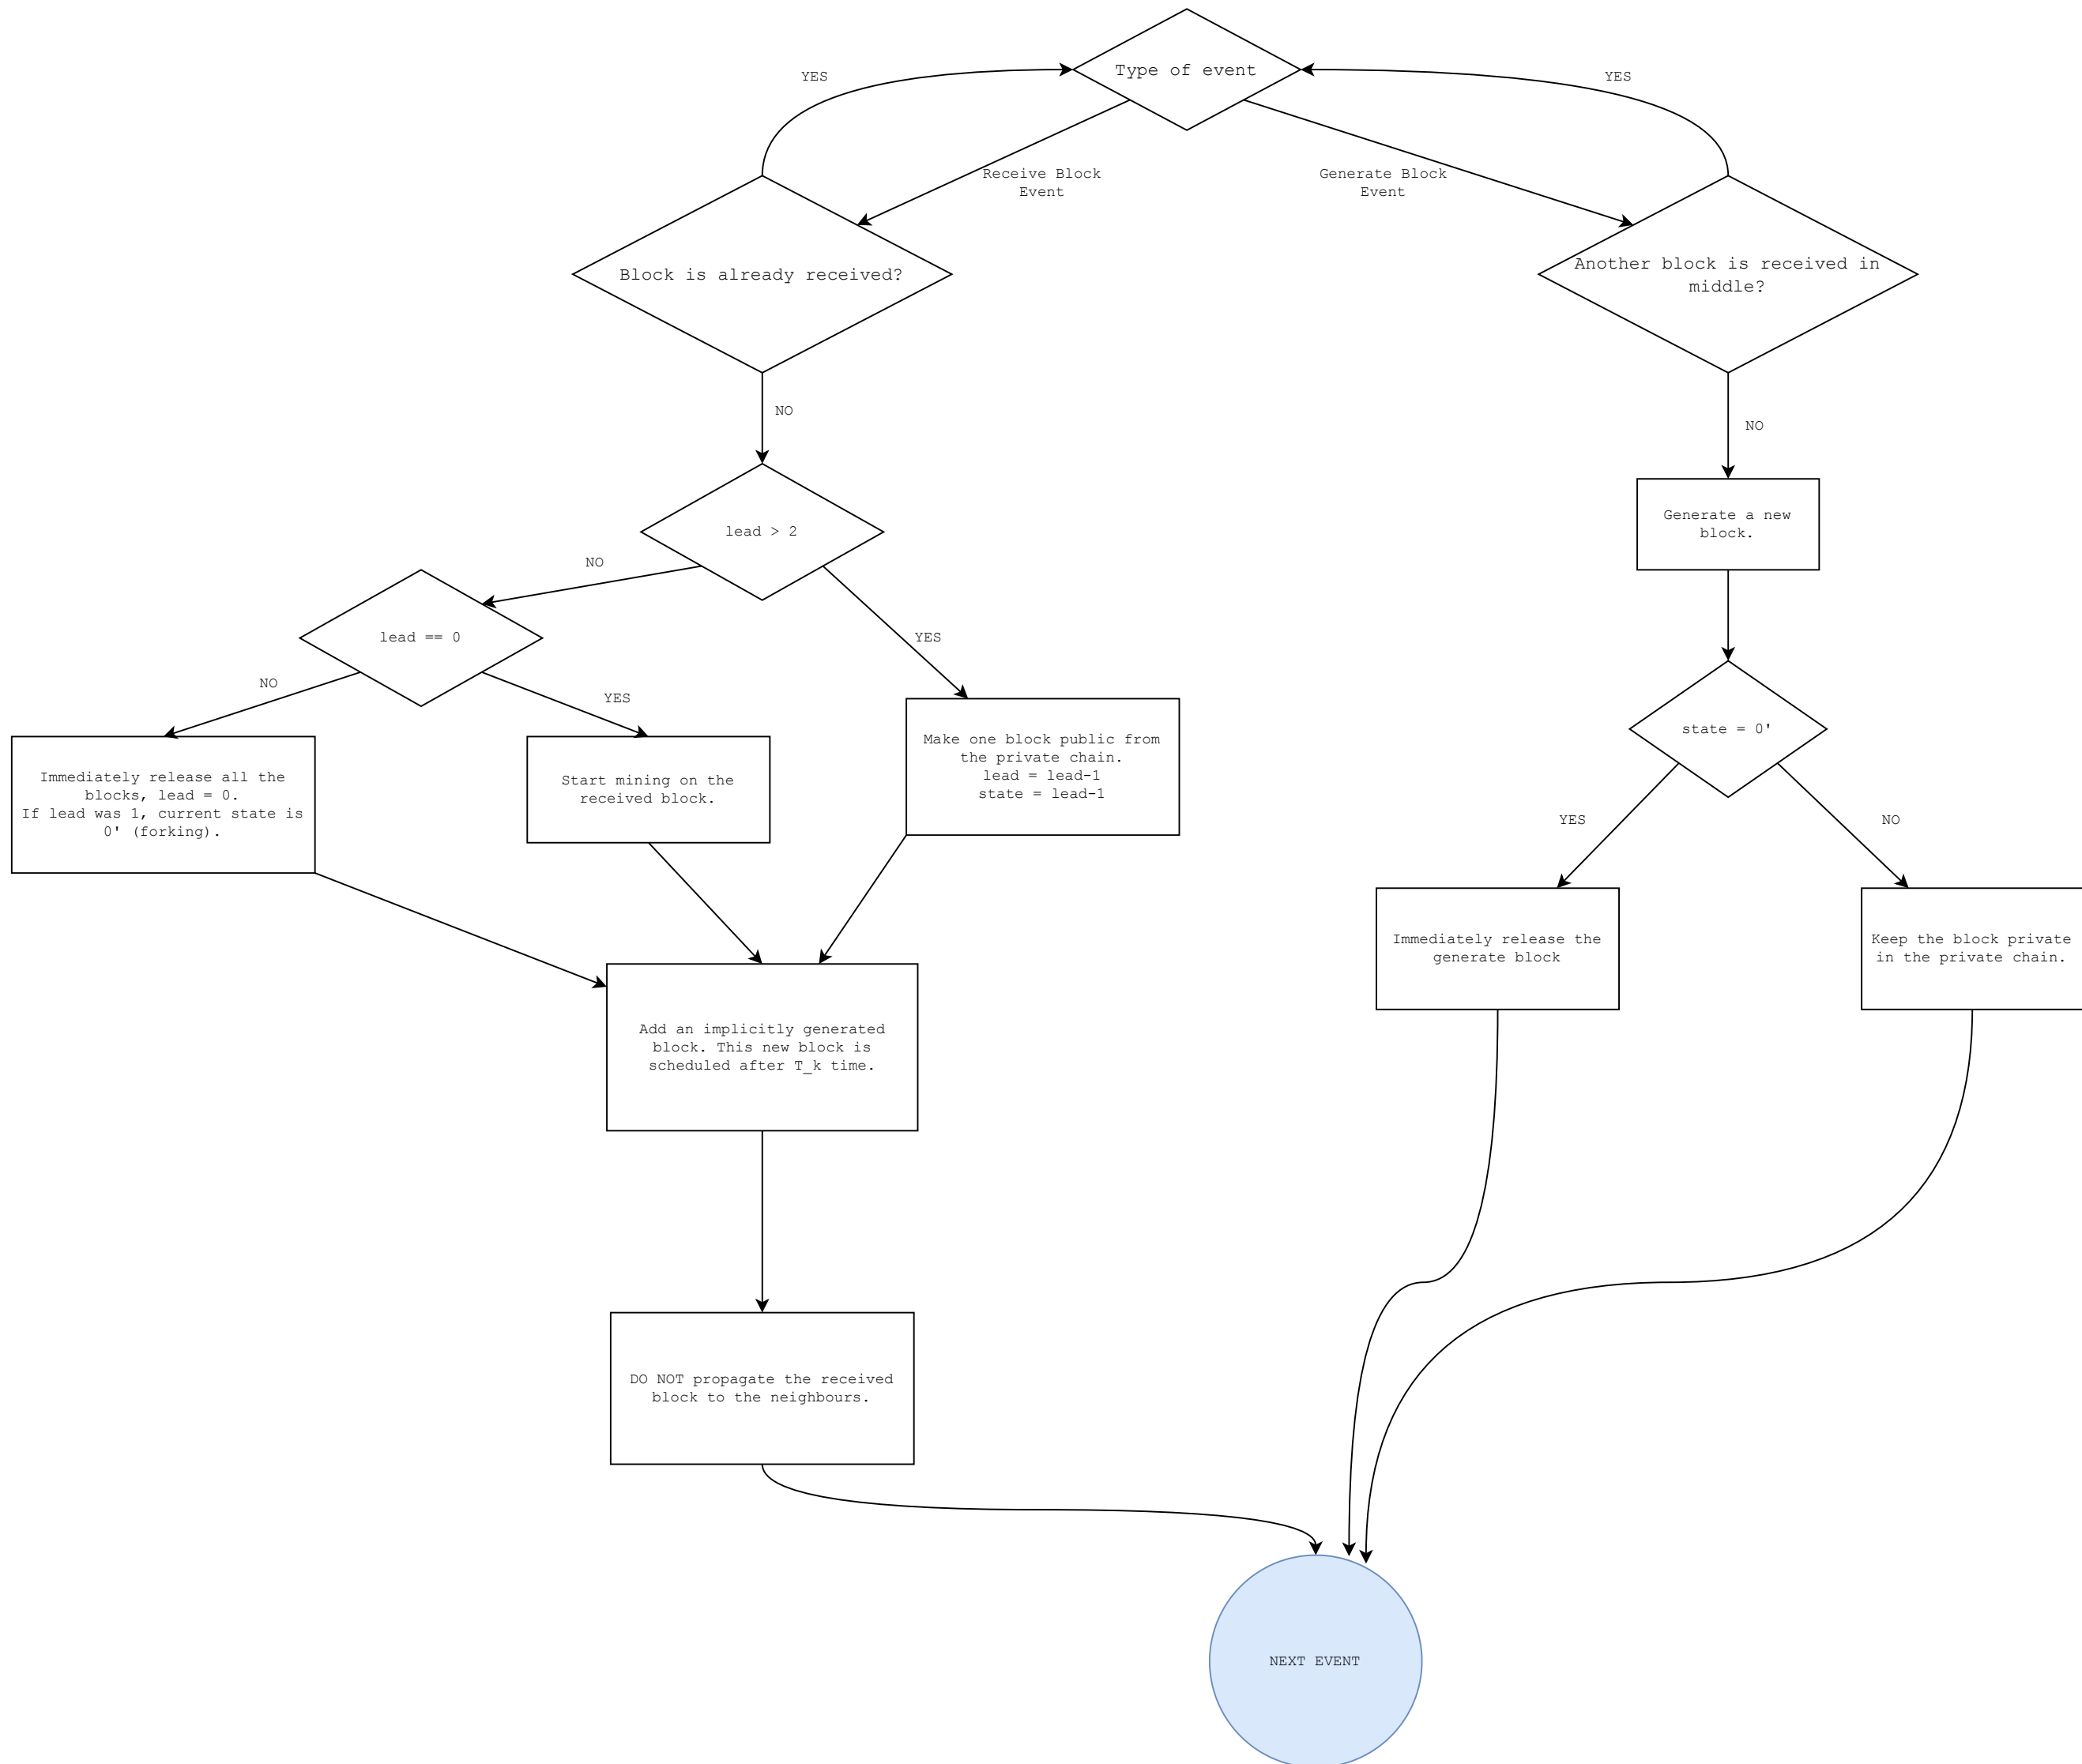 Type of event
YES
YES
Receive Block
Event
Generate Block
Event
Block is already received?
Another block is received in
middle?
NO
NO
lead > 2
Generate a new
block.
NO
YES
lead == 0
NO
YES
state = 0'
Immediately release all the
blocks, lead = 0.
If lead was 1, current state is
0' (forking).
Start mining on the
received block.
Make one block public from
the private chain.
lead = lead-1
state = lead-1
YES
NO
Immediately release the
generate block
Keep the block private
in the private chain.
Add an implicitly generated
block. This new block is
scheduled after T_k time.
DO NOT propagate the received
block to the neighbours.
NEXT EVENT